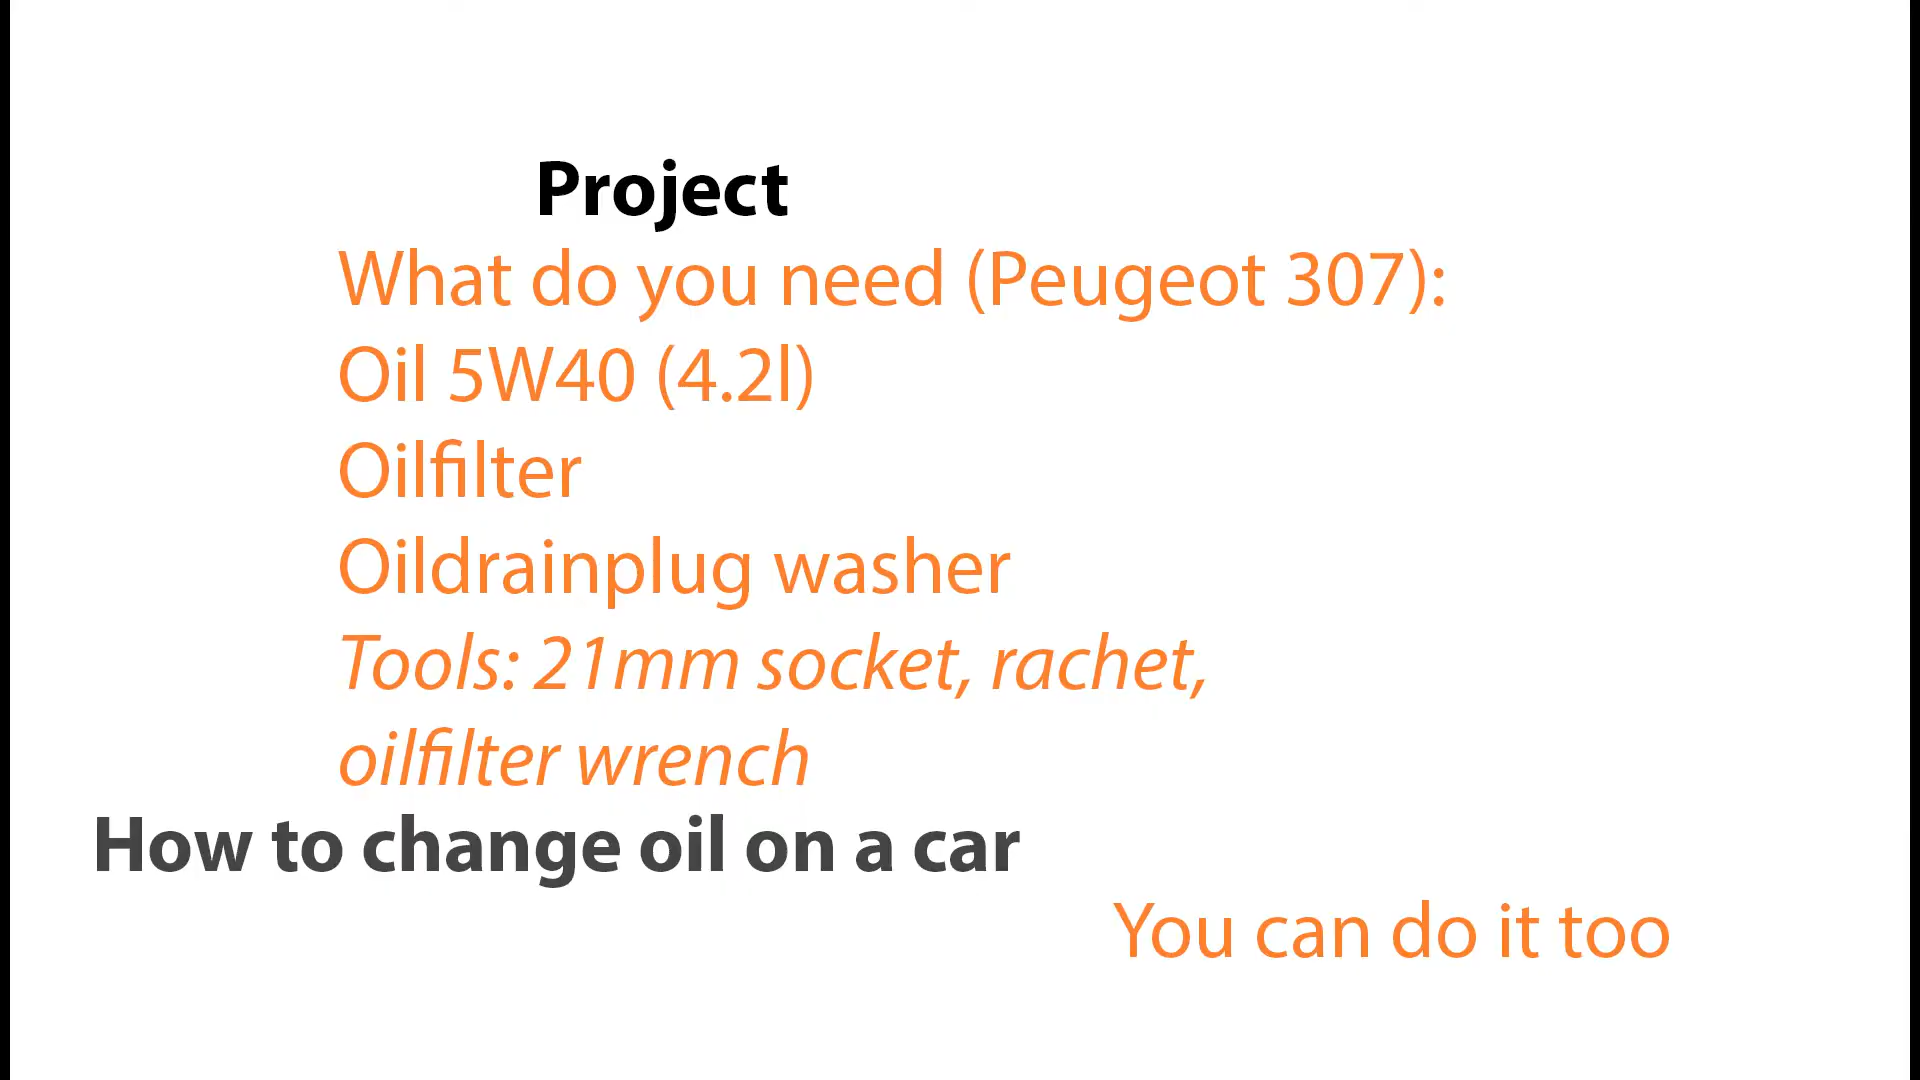 Project
What do you need (Peugeot 307):
Oil 5W40 (4.2l)
Oilfilter
Oildrainplug washer
Tools: 21mm socket, rachet,
oilfilter wrench
How to change oil on a car
You can do it too